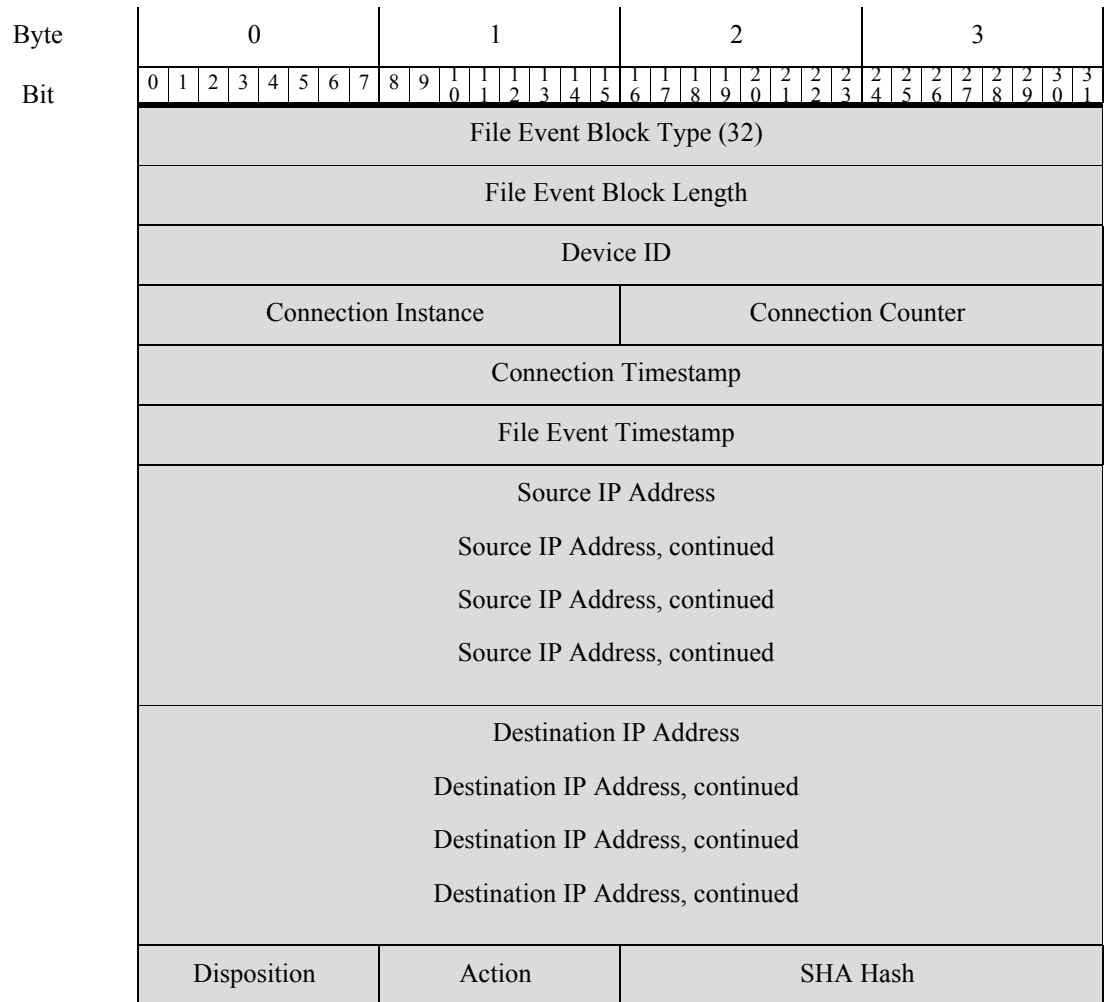 Byte 0 1 2 3
Bit 0 1 2 3 4 5 6 7 8 9 10 11 12 13 14 15 16 17 18 19 20 21 22 23 24 25 26 27 28 29 30 31
File Event Block Type (32)
File Event Block Length
Device ID
Connection Instance Connection Counter
Connection Timestamp
File Event Timestamp
Source IP Address
Source IP Address, continued
Source IP Address, continued
Source IP Address, continued
Destination IP Address
Destination IP Address, continued
Destination IP Address, continued
Destination IP Address, continued
Disposition Action SHA Hash